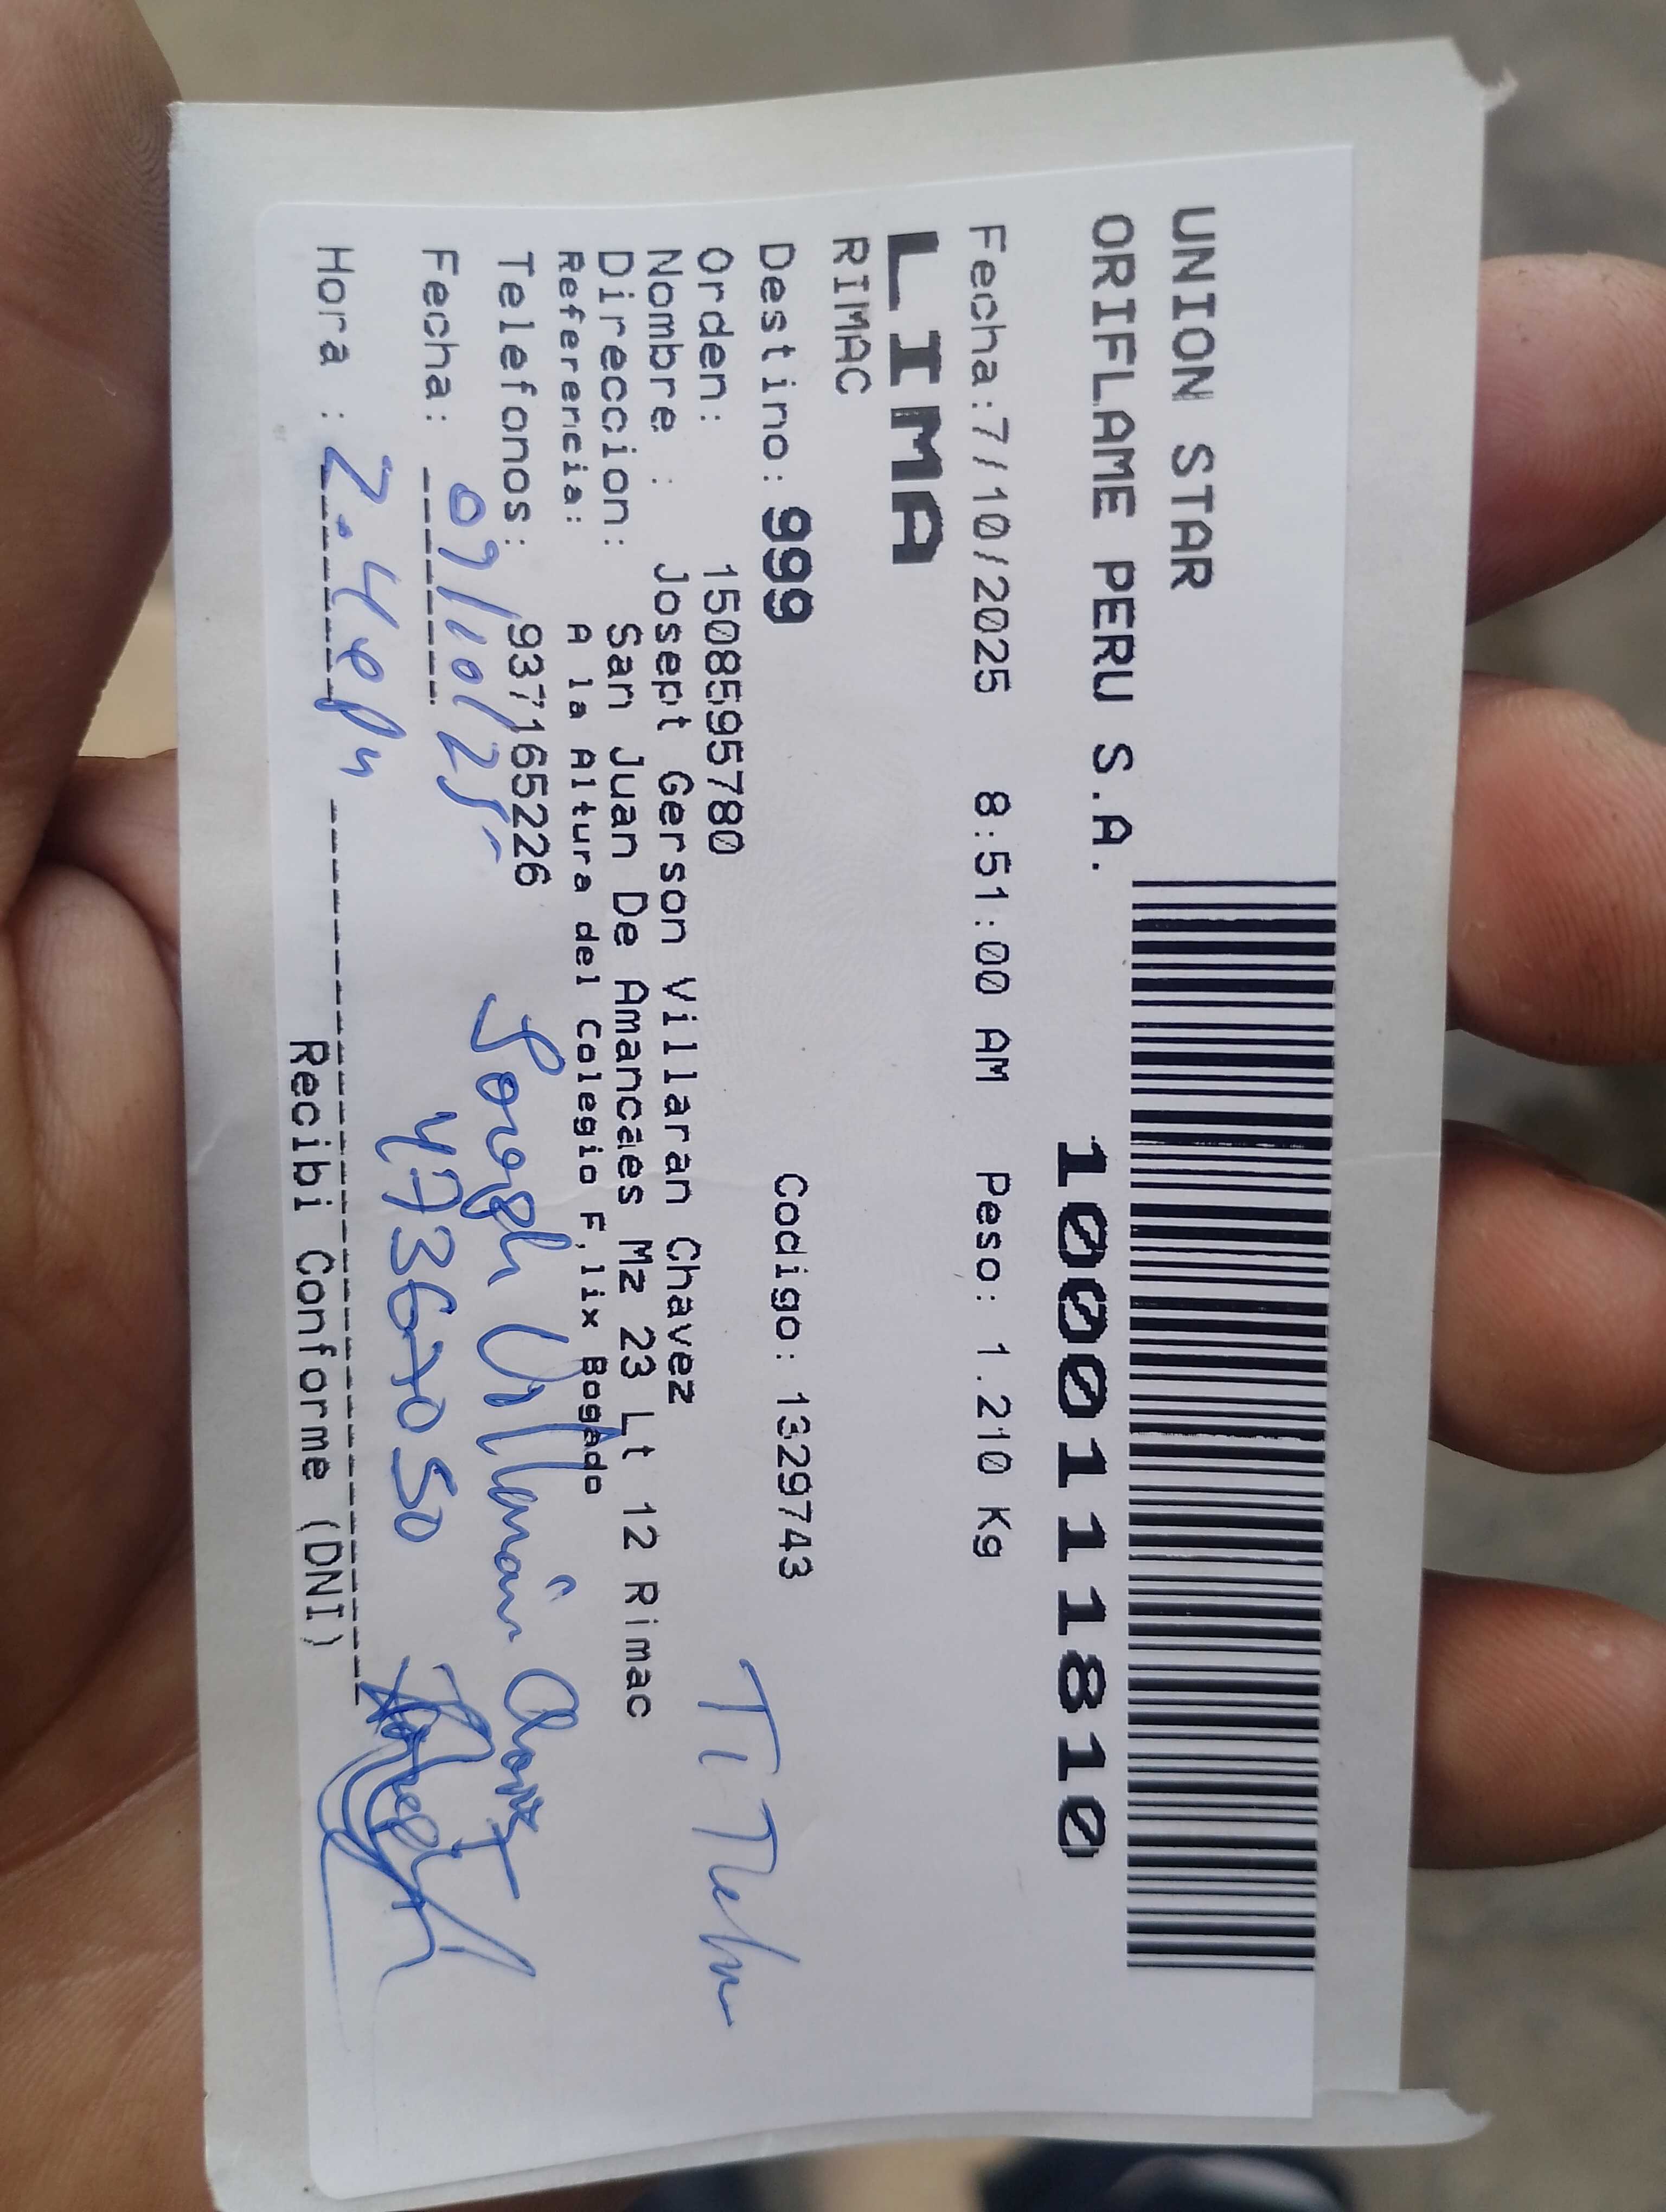 UNION STAR
ORIFLAME PERU S.A.
1000111810
Fecha:7/10/2025 8:51:00 AM Peso: 1.210 Kg
LIMA
RIMAC
Destino: 999 Codigo: 1329743
Orden: 1508595780
Nombre : Josept Gerson Villaran Chavez
Direccion: San Juan De Amancaes Mz 23 Lt 12 Rimac
Referencia: A la Altura del Colegio F,lix Bogado
Telefonos: 937165226
Fecha: 07/10/25
Hora : 2.40pm
47367050
Recibi Conforme (DNI)